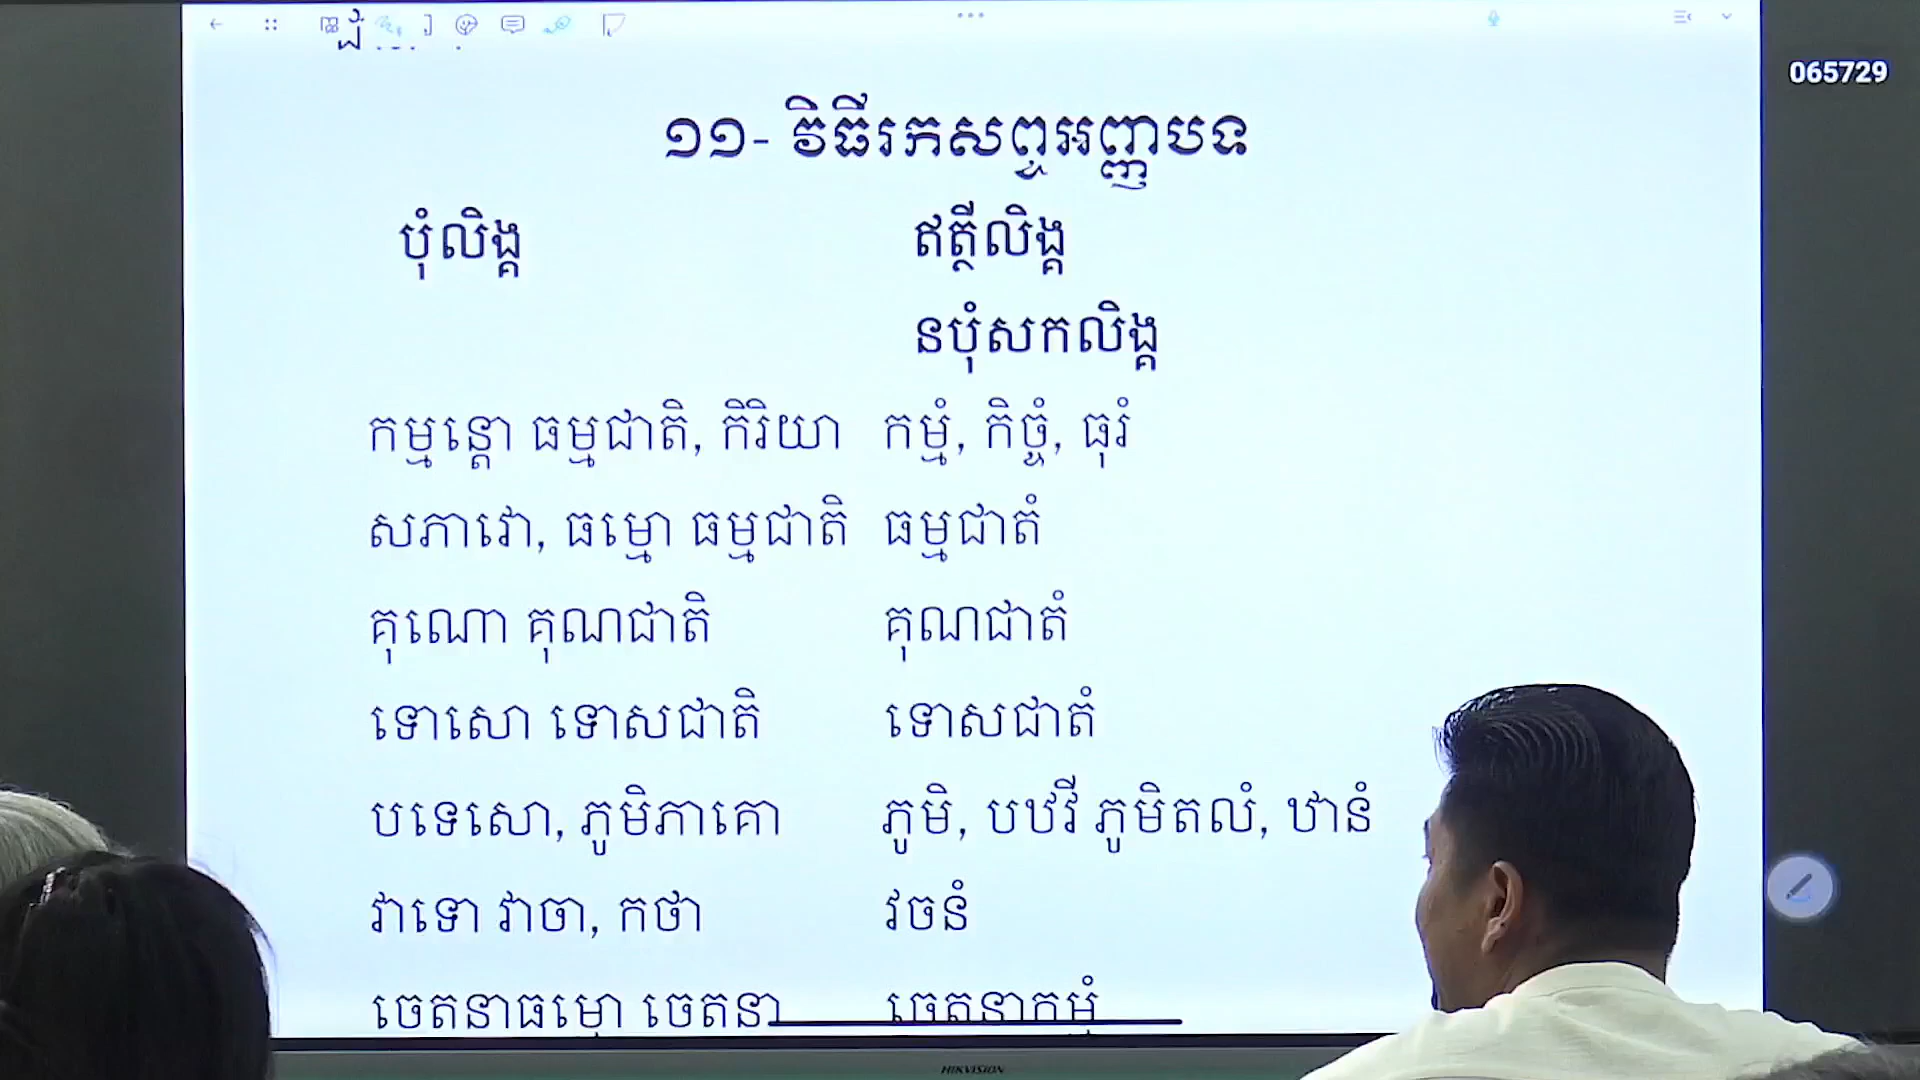 065729
១១- វិធីរកសព្ទអញ្ញបទ
បុំលិង្គ ឥត្ថីលិង្គ
នបុំសកលិង្គ
កម្មន្តោ ធម្មជាតិ, កិរិយា កម្មំ, កិច្ចំ, ធុរំ
សភាវោ, ធម្មោ ធម្មជាតិ ធម្មជាតំ
គុណោ គុណជាតិ គុណជាតំ
ទោសោ ទោសជាតិ ទោសជាតំ
បទេសោ, ភូមិភាគោ ភូមិ, បឋវី ភូមិតលំ, ឋានំ
វាទោ វាចា, កថា វចនំ
ចេតនាធម្មោ ចេតនា ចេតនាកម្មំ
HIKVISION